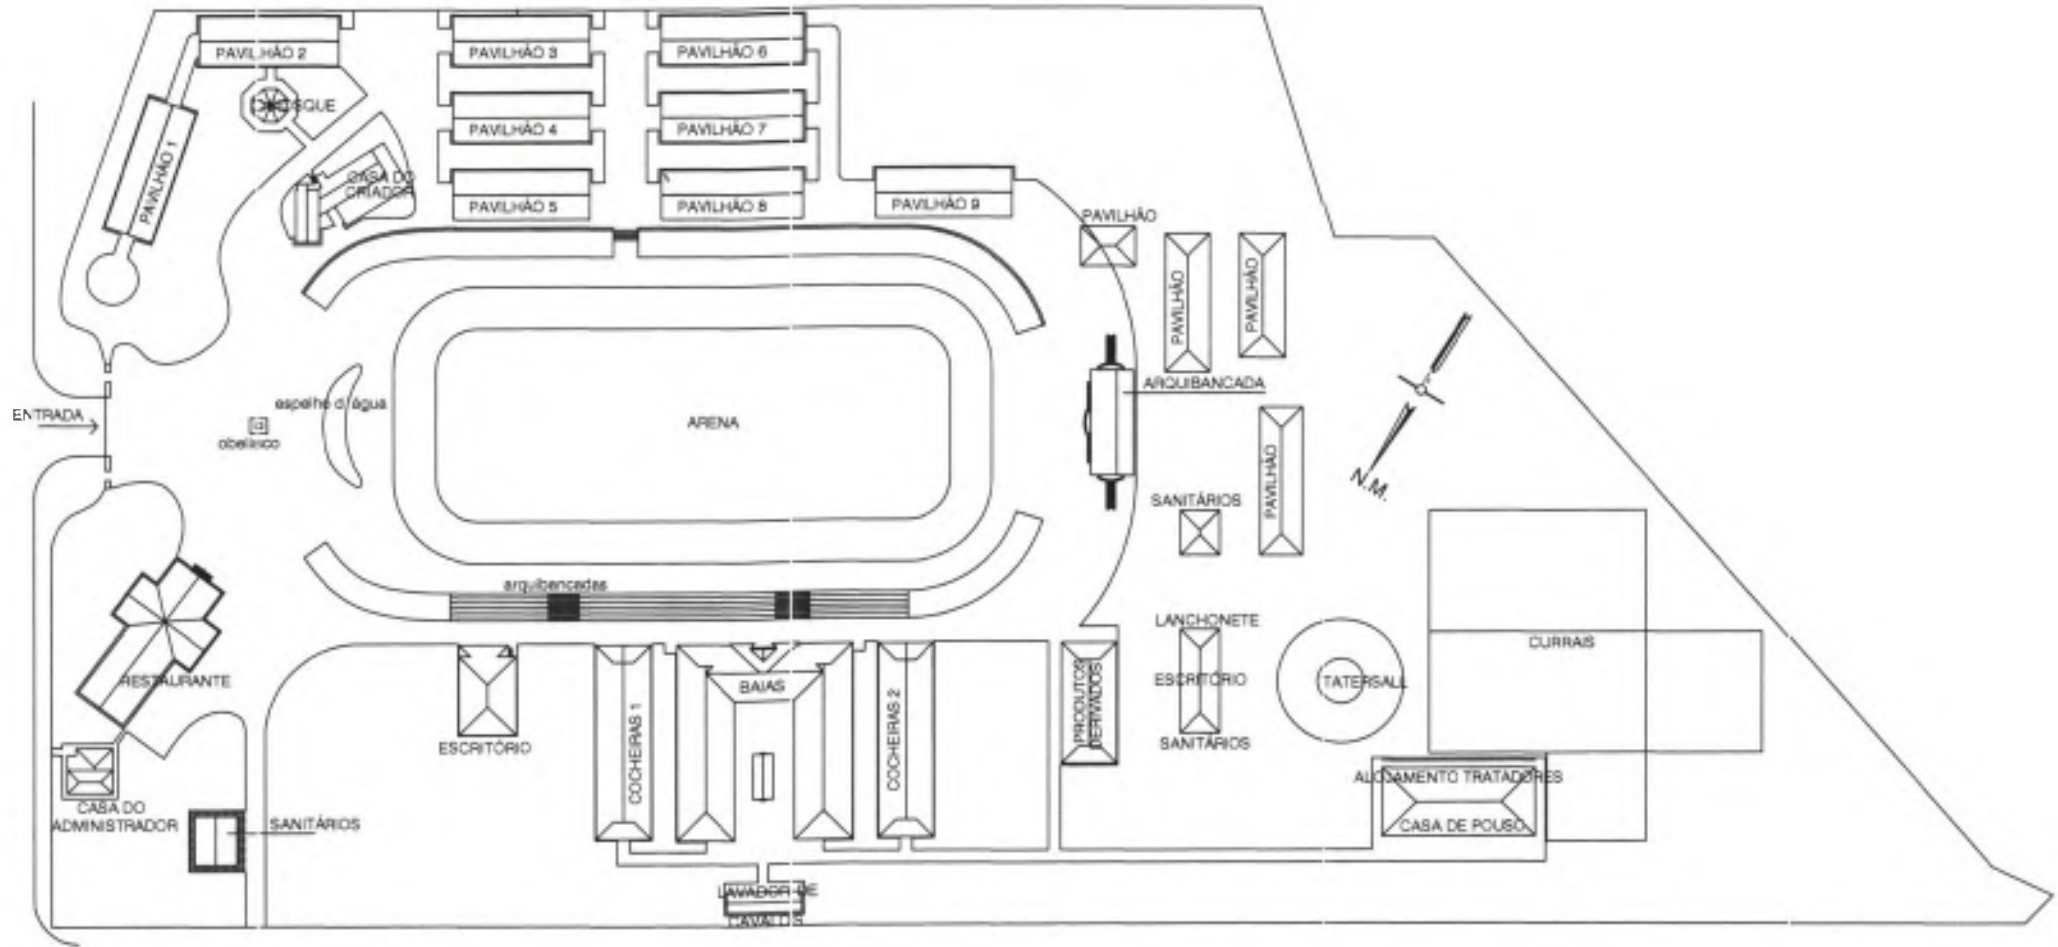 PAVILHÃO 2
PAVILHÃO 3
PAVILHÃO 6
QUIOSQUE
PAVILHÃO 4
PAVILHÃO 7
PAVILHÃO 1
CASA DO
CRIADOR
PAVILHÃO 5
PAVILHÃO 8
PAVILHÃO 9
PAVILHÃO
PAVILHÃO
PAVILHÃO
ARQUIBANCADA
espelho d'água
ENTRADA
obelisco
ARENA
PAVILHÃO
N.M.
SANITÁRIOS
arquibancadas
LANCHONETE
CURRAIS
RESTAURANTE
BAIAS
ESCRITÓRIO
TATERSALL
PRODUTOS
DERIVADOS
ESCRITÓRIO
COCHEIRAS 1
COCHEIRAS 2
SANITÁRIOS
ALOJAMENTO TRATADORES
CASA DO
ADMINISTRADOR
SANITÁRIOS
CASA DE POUSO
LAVADOR DE
CAVALOS